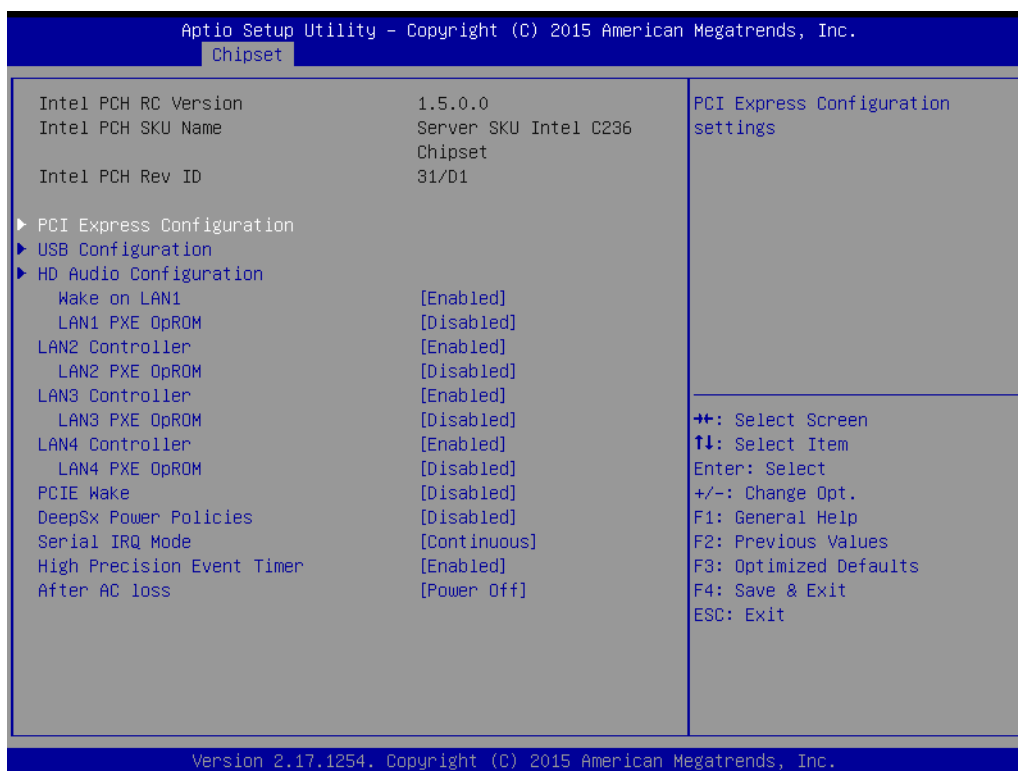 Aptio Setup Utility – Copyright (C) 2015 American Megatrends, Inc.
Chipset
Intel PCH RC Version 1.5.0.0
Intel PCH SKU Name Server SKU Intel C236
Chipset
Intel PCH Rev ID 31/D1
▶ PCI Express Configuration
▶ USB Configuration
▶ HD Audio Configuration
Wake on LAN1 [Enabled]
LAN1 PXE OpROM [Disabled]
LAN2 Controller [Enabled]
LAN2 PXE OpROM [Disabled]
LAN3 Controller [Enabled]
LAN3 PXE OpROM [Disabled]
LAN4 Controller [Enabled]
LAN4 PXE OpROM [Disabled]
PCIE Wake [Disabled]
DeepSx Power Policies [Disabled]
Serial IRQ Mode [Continuous]
High Precision Event Timer [Enabled]
After AC loss [Power Off]
PCI Express Configuration
settings
→←: Select Screen
↑↓: Select Item
Enter: Select
+/-: Change Opt.
F1: General Help
F2: Previous Values
F3: Optimized Defaults
F4: Save & Exit
ESC: Exit
Version 2.17.1254. Copyright (C) 2015 American Megatrends, Inc.